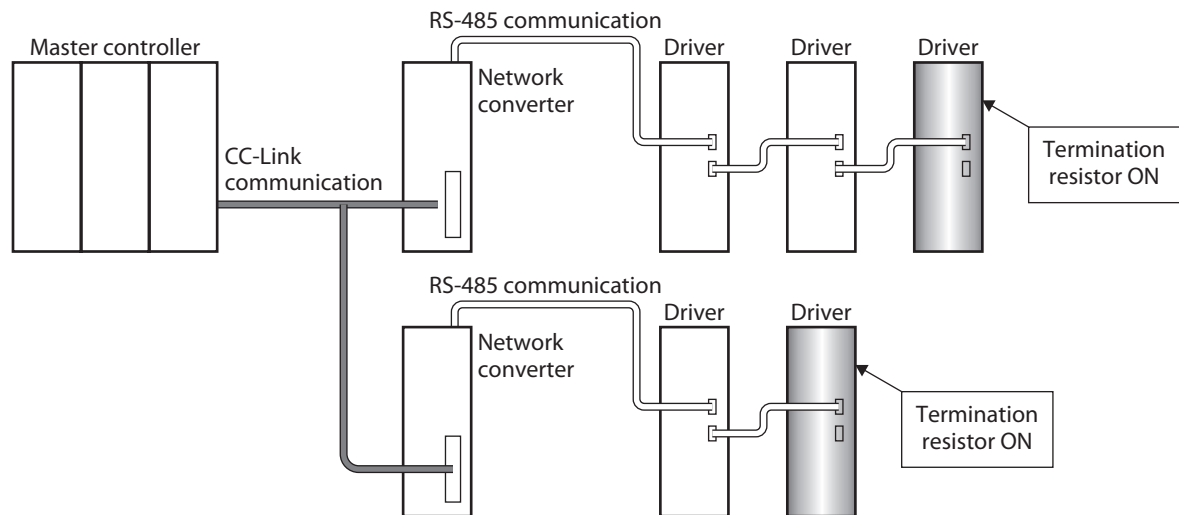 RS-485 communication
Master controller
Driver
Driver
Driver
Network
converter
CC-Link
communication
Termination
resistor ON
RS-485 communication
Driver
Driver
Network
converter
Termination
resistor ON